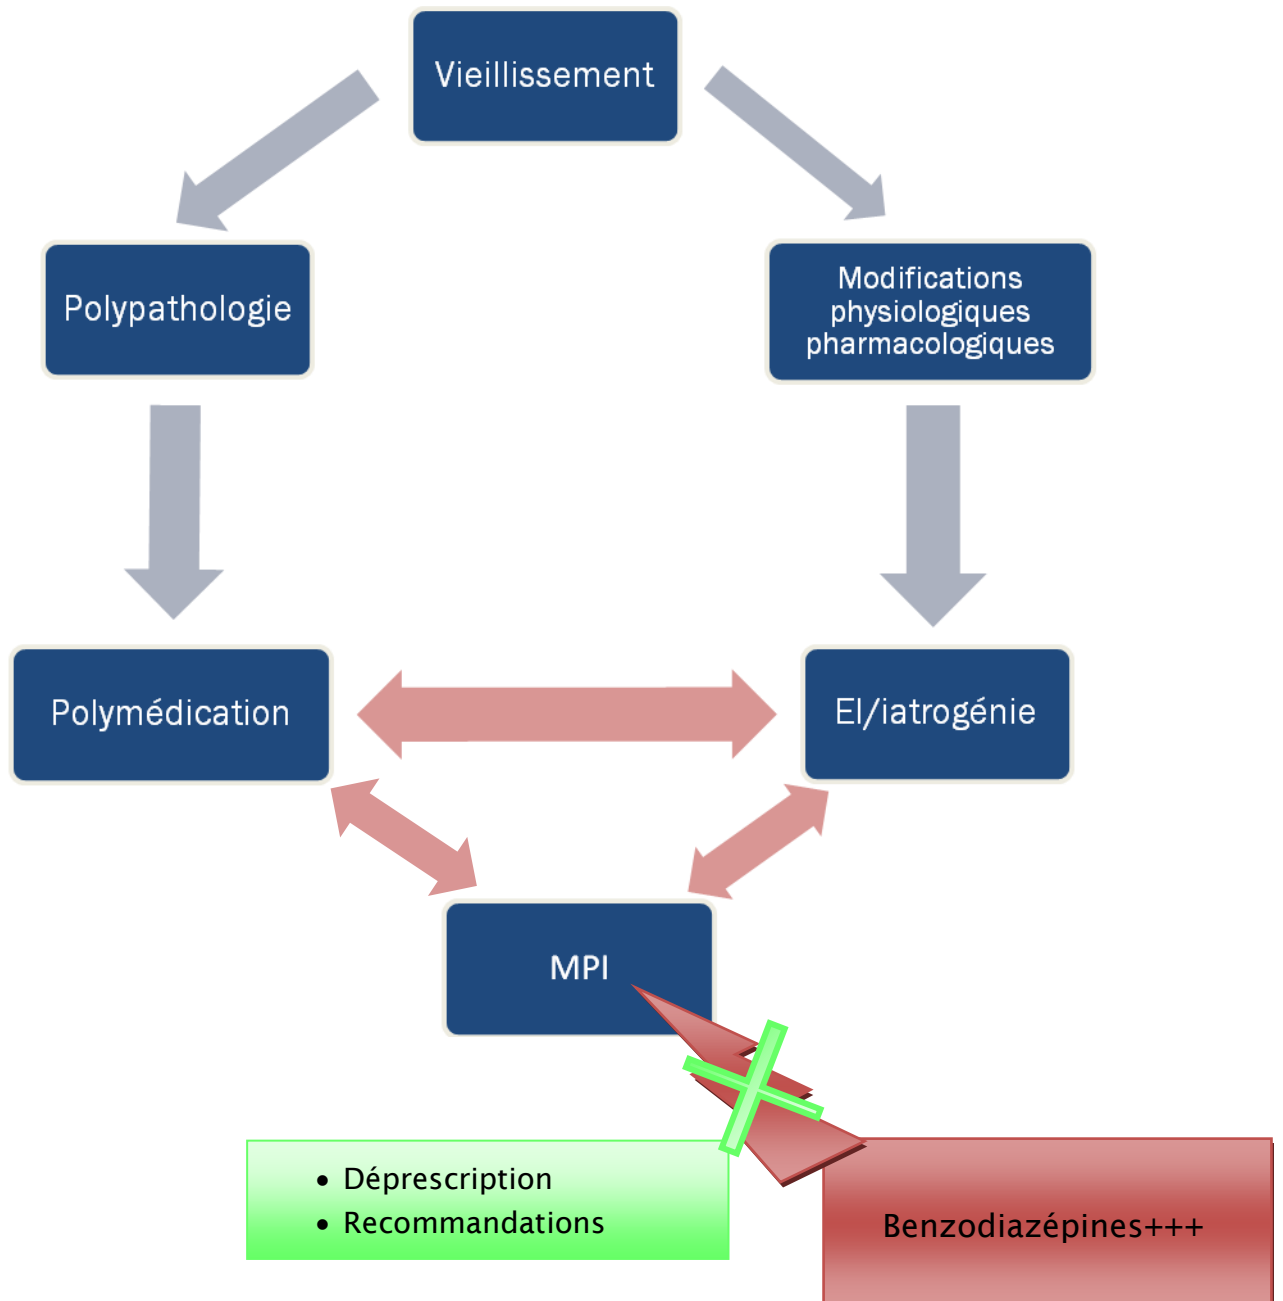 Vieillissement
Polypathologie
Modifications
physiologiques
pharmacologiques
Polymédication
EI/iatrogénie
MPI
• Déprescription
• Recommandations
Benzodiazépines+++